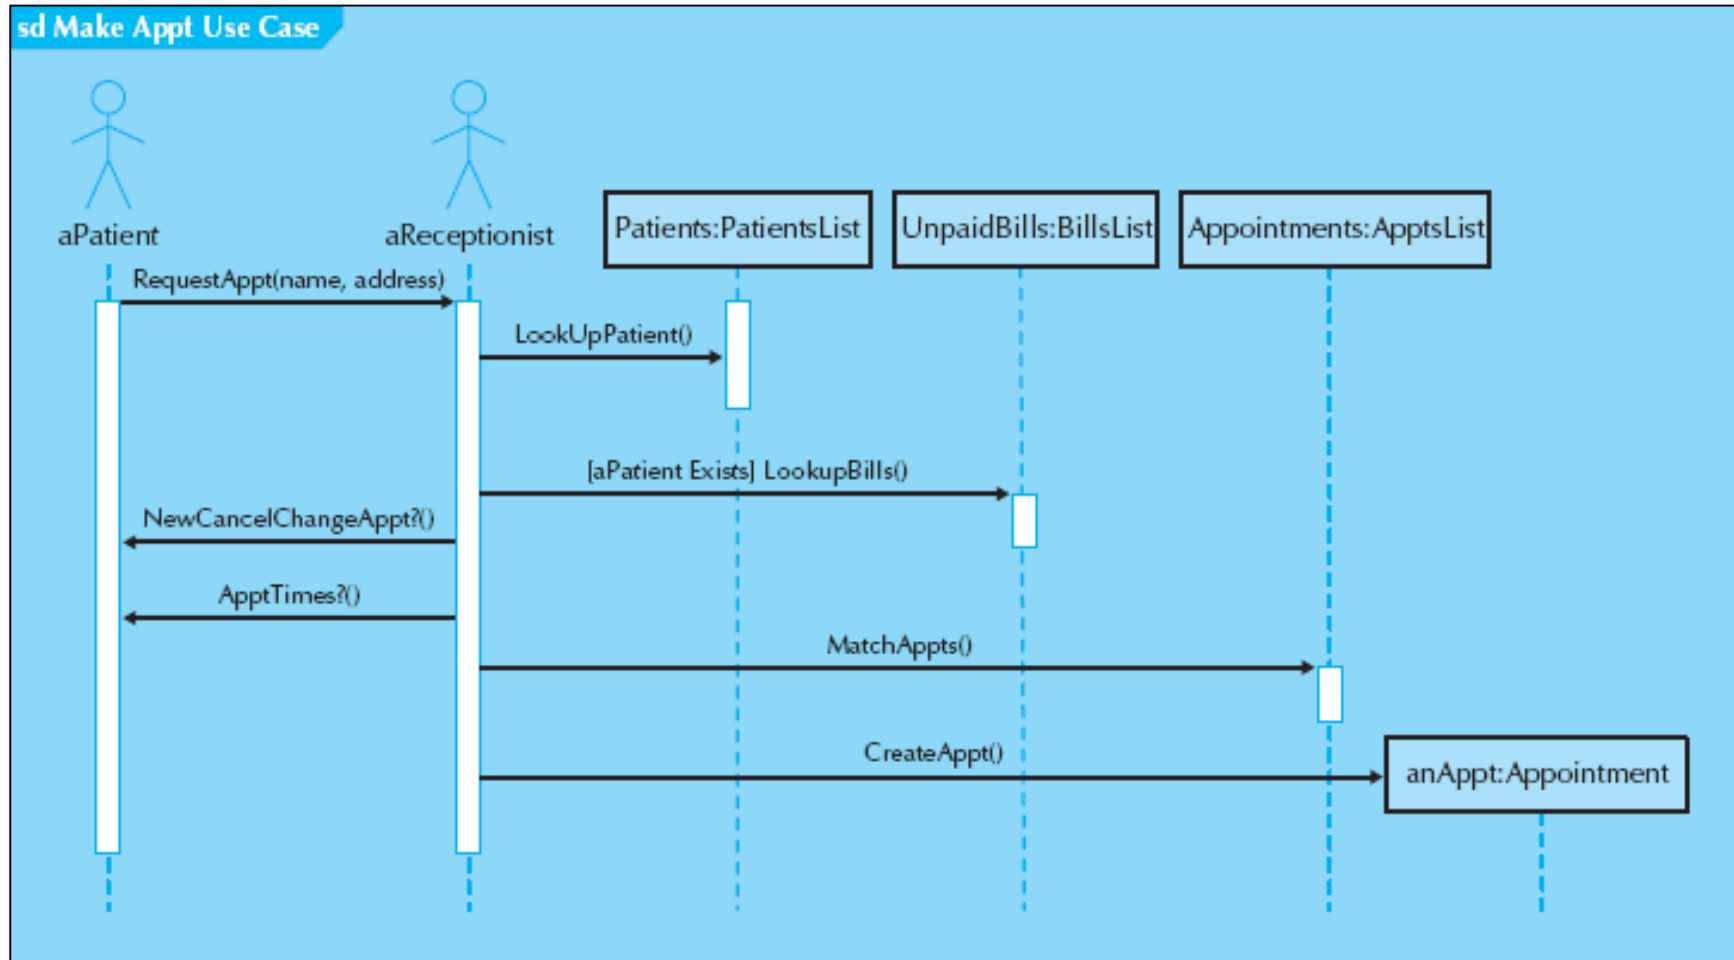 sd Make Appt Use Case
aPatient
aReceptionist
Patients:PatientsList
UnpaidBills:BillsList
Appointments:ApptsList
RequestAppt(name, address)
LookUpPatient()
[aPatient Exists] LookupBills()
NewCancelChangeAppt?()
ApptTimes?()
MatchAppts()
CreateAppt()
anAppt:Appointment